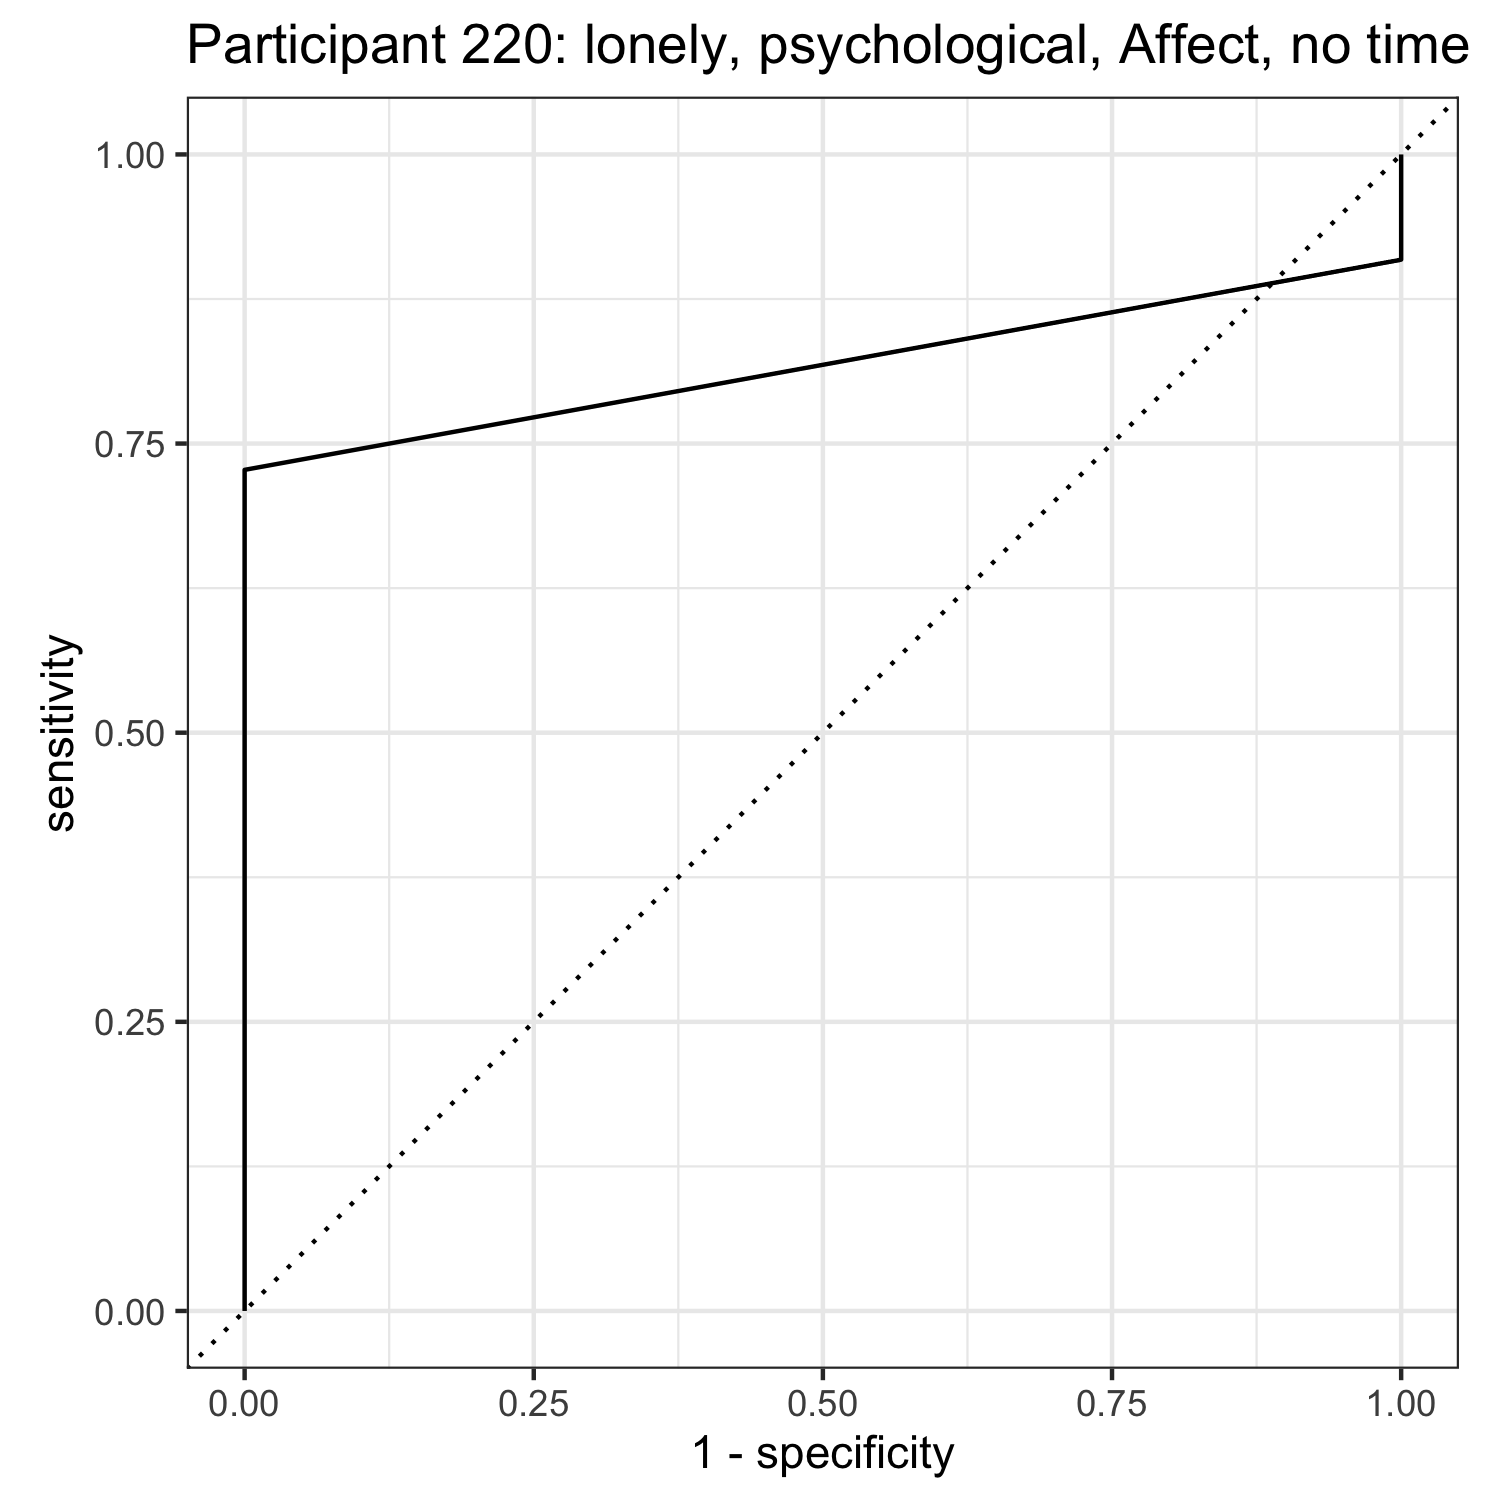 Participant 220: lonely, psychological, Affect, no time
1.00
0.75
0.50
0.25
0.00
sensitivity
0.00 0.25 0.50 0.75 1.00
1 - specificity